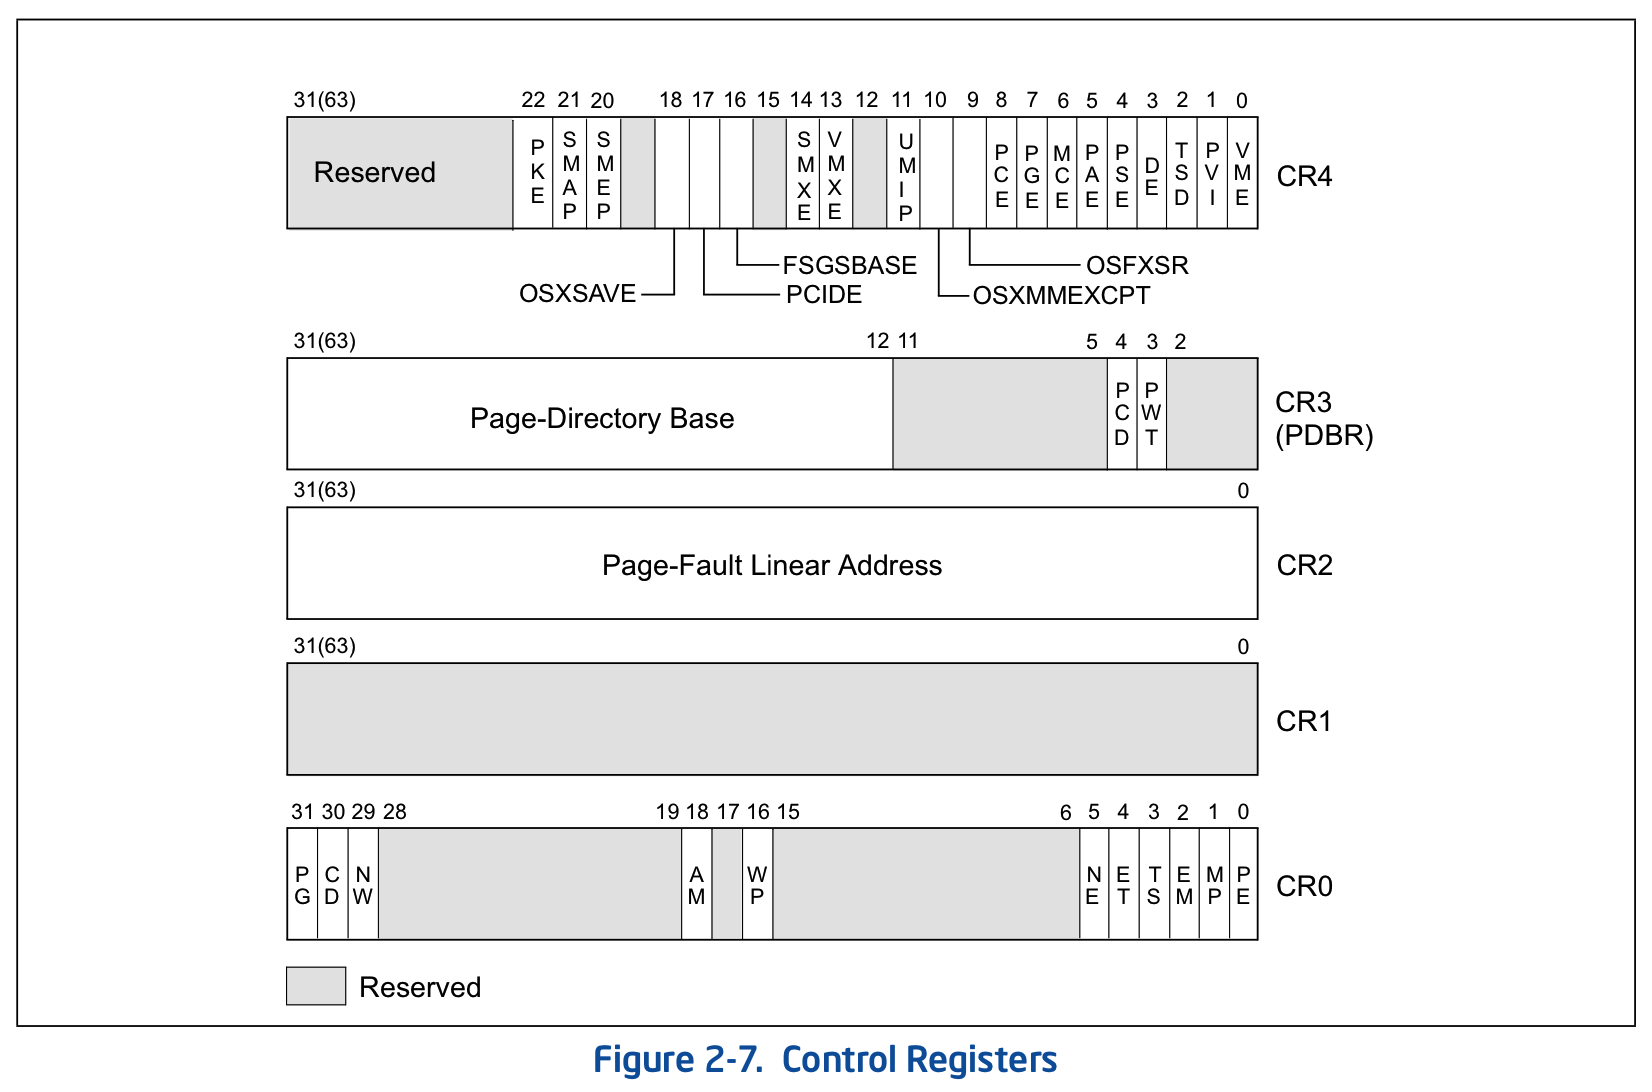 31(63) 22 21 20 18 17 16 15 14 13 12 11 10 9 8 7 6 5 4 3 2 1 0
Reserved PKE SMAP SMEP SMXE VMXE UMIP PCE PGE MCE PAE PSE DE TSD PVI VME CR4
FSGSBASE OSFXSR
OSXSAVE PCIDE OSXMMEXCPT
31(63) 12 11 5 4 3 2
Page-Directory Base PCD PWT CR3
(PDBR)
31(63) 0
Page-Fault Linear Address CR2
31(63) 0
CR1
31 30 29 28 19 18 17 16 15 6 5 4 3 2 1 0
PG CD NW AM WP NE ET TS EM MP PE CR0
Reserved
Figure 2-7. Control Registers